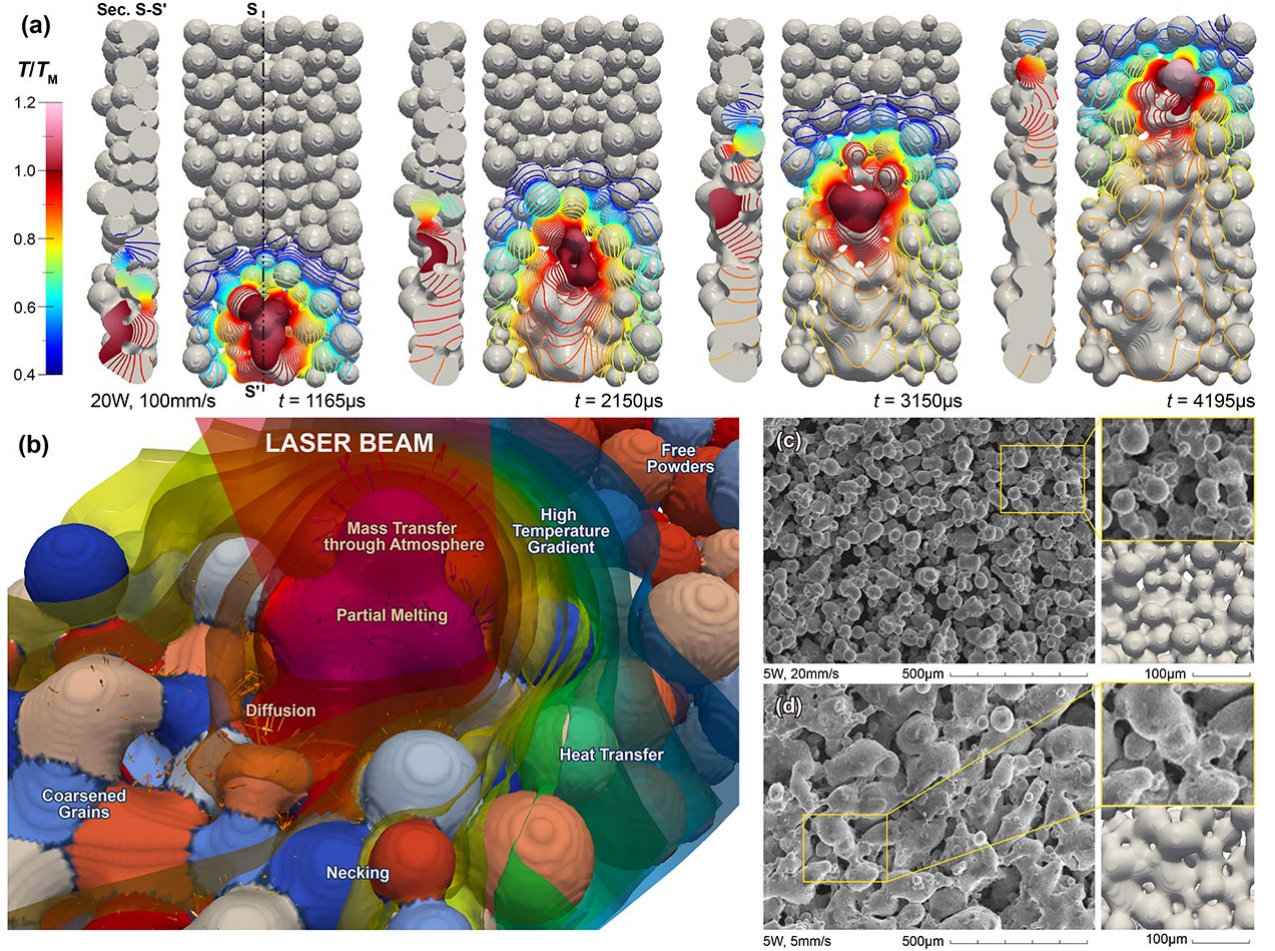 (a)
Sec. S-S'
S
T/TM
1.2
1.0
0.8
0.6
0.4
S'
20W, 100mm/s
t = 1165μs
t = 2150μs
t = 3150μs
t = 4195μs
(b)
LASER BEAM
Free
Powders
Mass Transfer
through Atmosphere
High
Temperature
Gradient
Partial Melting
Diffusion
Heat Transfer
Coarsened
Grains
Necking
(c)
5W, 20mm/s
500μm
100μm
(d)
5W, 5mm/s
500μm
100μm